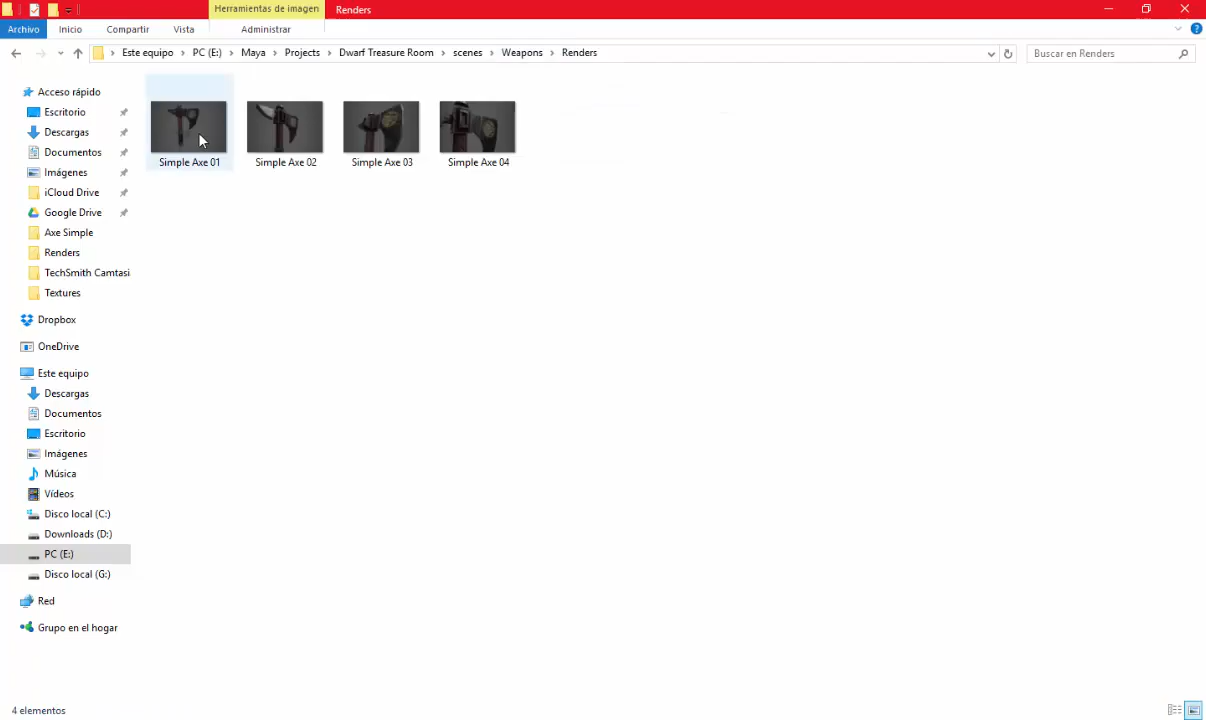 Herramientas de imagen
Renders
Archivo
Inicio
Compartir
Vista
Administrar
Este equipo
PC (E:)
Maya
Projects
Dwarf Treasure Room
scenes
Weapons
Renders
Buscar en Renders
Acceso rápido
Escritorio
Descargas
Documentos
Imágenes
iCloud Drive
Google Drive
Axe Simple
Renders
TechSmith Camtasi
Textures
Dropbox
OneDrive
Este equipo
Descargas
Documentos
Escritorio
Imágenes
Música
Vídeos
Disco local (C:)
Downloads (D:)
PC (E:)
Disco local (G:)
Red
Grupo en el hogar
Simple Axe 01
Simple Axe 02
Simple Axe 03
Simple Axe 04
4 elementos